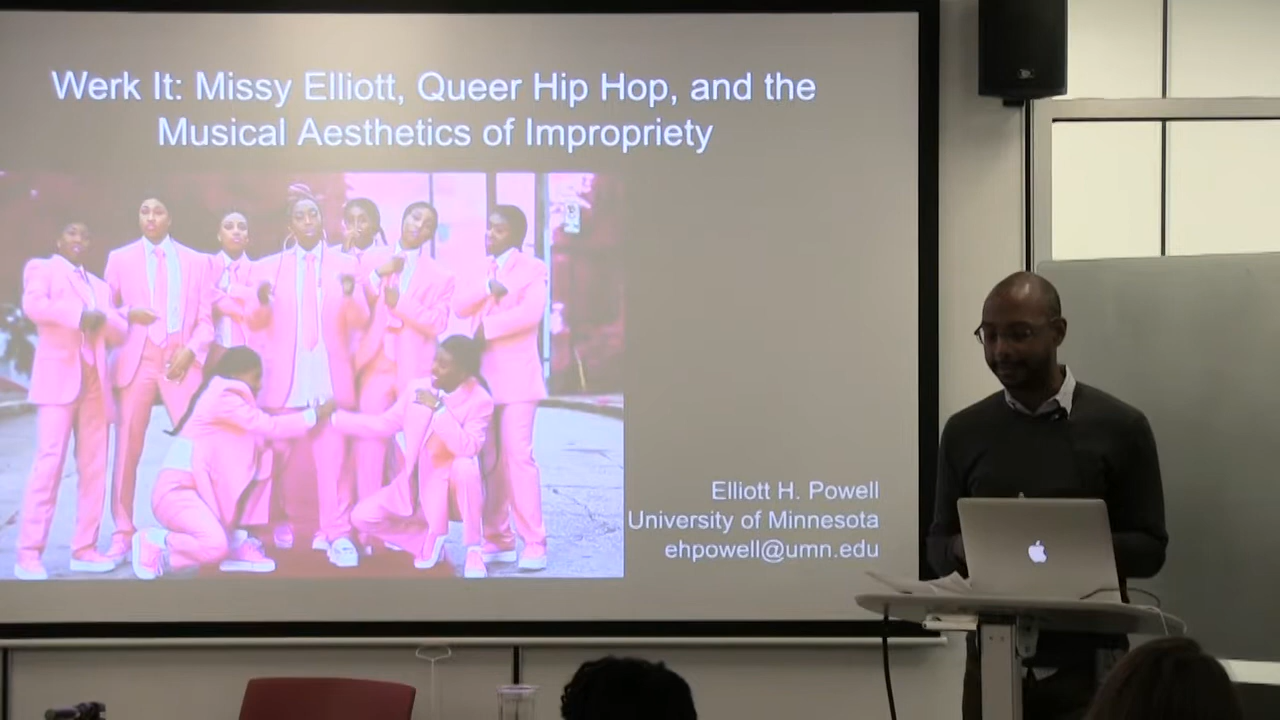 Werk It: Missy Elliott, Queer Hip Hop, and the
Musical Aesthetics of Impropriety
Elliott H. Powell
University of Minnesota
ehpowell@umn.edu